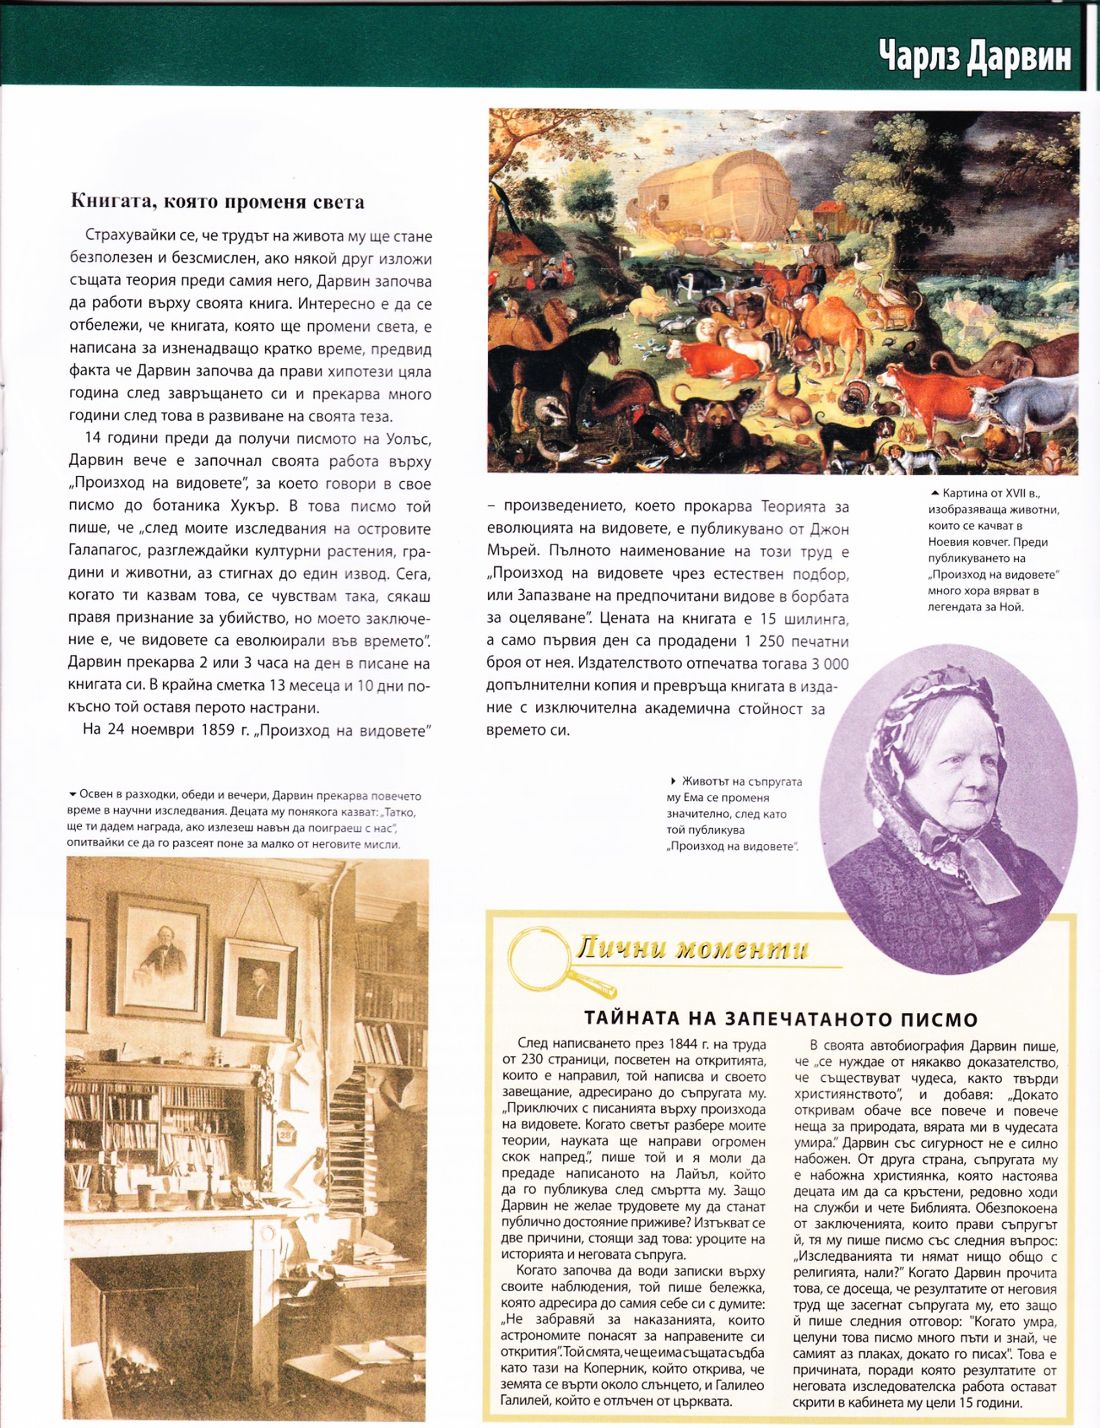 Чарлз Дарвин
Книгата, която променя света
Страхувайки се, че трудът на живота му ще стане
безполезен и безсмислен, ако някой друг изложи
същата теория преди самия него, Дарвин започва
да работи върху своята книга. Интересно е да се
отбележи, че книгата, която ще промени света, е
написана за изненадващо кратко време, предвид
факта че Дарвин започва да прави хипотези цяла
година след завръщането си и прекарва много
години след това в развиване на своята теза.
14 години преди да получи писмото на Уолъс,
Дарвин вече е започнал своята работа върху
„Произход на видовете”, за което говори в свое
писмо до ботаника Хукър. В това писмо той
пише, че „след моите изследвания на островите
Галапагос, разглеждайки културни растения, гра-
дини и животни, аз стигнах до един извод. Сега,
когато ти казвам това, се чувствам така, сякаш
правя признание за убийство, но моето заключе-
ние е, че видовете са еволюирали във времето”.
Дарвин прекарва 2 или 3 часа на ден в писане на
книгата си. В крайна сметка 13 месеца и 10 дни по-
късно той оставя перото настрани.
На 24 ноември 1859 г. „Произход на видовете”
– произведението, което прокарва Теорията за
еволюцията на видовете, е публикувано от Джон
Мърей. Пълното наименование на този труд е
„Произход на видовете чрез естествен подбор,
или Запазване на предпочитани видове в борбата
за оцеляване”. Цената на книгата е 15 шилинга,
а само първия ден са продадени 1 250 печатни
броя от нея. Издателството отпечатва тогава 3 000
допълнителни копия и превръща книгата в изда-
ние с изключителна академична стойност за
времето си.
Картина от XVII в.,
изобразяваща животни,
които се качват в
Ноевия ковчег. Преди
публикуването на
„Произход на видовете”
много хора вярват в
легендата за Ной.
Животът на съпругата
му Ема се променя
значително, след като
той публикува
„Произход на видовете”.
Освен в разходки, обеди и вечери, Дарвин прекарва повечето
време в научни изследвания. Децата му понякога казват: „Татко,
ще ти дадем награда, ако излезеш навън да поиграеш с нас”,
опитвайки се да го разсеят поне за малко от неговите мисли.
28
Лични моменти
ТАЙНАТА НА ЗАПЕЧАТАНОТО ПИСМО
След написването през 1844 г. на труда
от 230 страници, посветен на откритията,
които е направил, той написва и своето
завещание, адресирано до съпругата му.
„Приключих с писанията върху произхода
на видовете. Когато светът разбере моите
теории, науката ще направи огромен
скок напред.”, пише той и я моли да
предаде написаното на Лайъл, който
да го публикува след смъртта му. Защо
Дарвин не желае трудовете му да станат
публично достояние приживе? Изтъкват се
две причини, стоящи зад това: уроците на
историята и неговата съпруга.
Когато започва да води записки върху
своите наблюдения, той пише бележка,
която адресира до самия себе си с думите:
„Не забравяй за наказанията, които
астрономите понасят за направените си
открития”. Той смята, че ще има същата съдба
като тази на Коперник, който открива, че
земята се върти около слънцето, и Галилео
Галилей, който е отлъчен от църквата.
В своята автобиография Дарвин пише,
че „се нуждае от някакво доказателство,
че съществуват чудеса, както твърди
християнството”, и добавя: „Докато
откривам обаче все повече и повече
неща за природата, вярата ми в чудесата
умира.” Дарвин със сигурност не е силно
набожен. От друга страна, съпругата му
е набожна християнка, която настоява
децата им да са кръстени, редовно ходи
на служби и чете Библията. Обезпокоена
от заключенията, които прави съпругът
й, тя му пише писмо със следния въпрос:
„Изследванията ти нямат нищо общо с
религията, нали?” Когато Дарвин прочита
това, се досеща, че резултатите от неговия
труд ще засегнат съпругата му, ето защо
й пише следния отговор: "Когато умра,
целуни това писмо много пъти и знай, че
самият аз плаках, докато го писах". Това е
причината, поради която резултатите от
неговата изследователска работа остават
скрити в кабинета му цели 15 години.